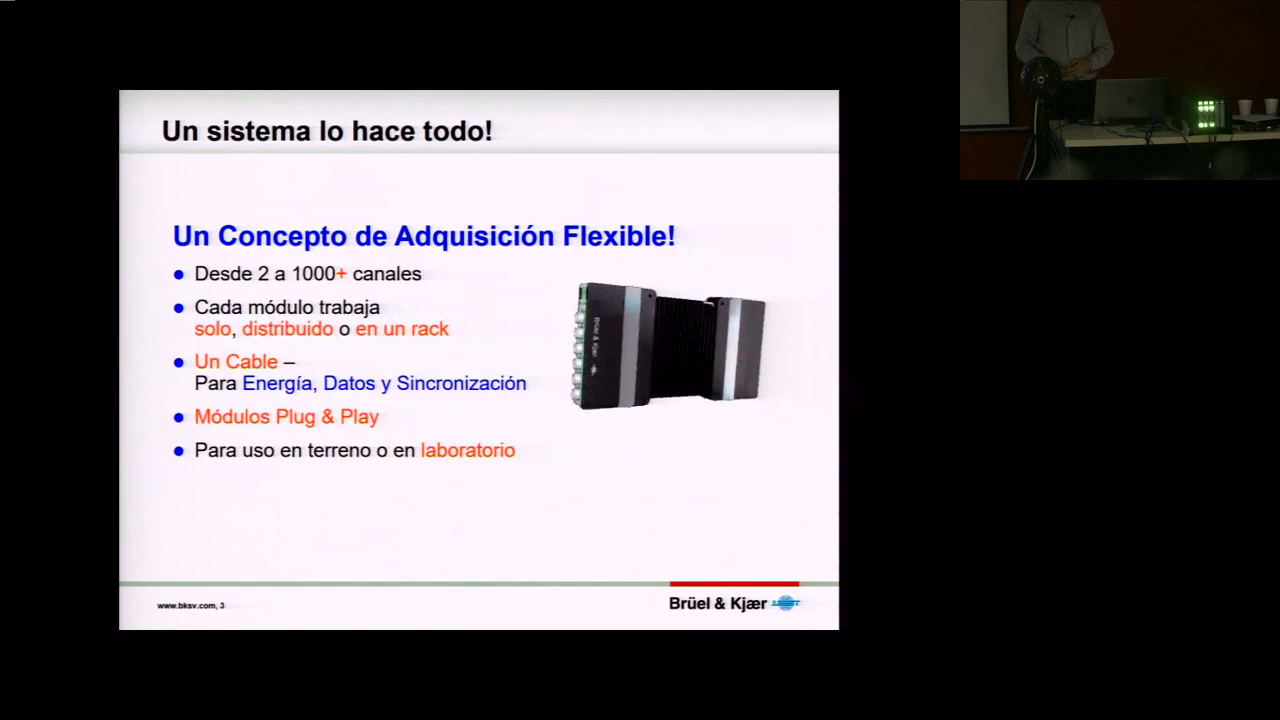 Un sistema lo hace todo!
Un Concepto de Adquisición Flexible!
Desde 2 a 1000+ canales
Cada módulo trabaja
solo, distribuido o en un rack
Un Cable –
Para Energía, Datos y Sincronización
Módulos Plug & Play
Para uso en terreno o en laboratorio
Brüel & Kjær
www.bksv.com, 3
Brüel & Kjær